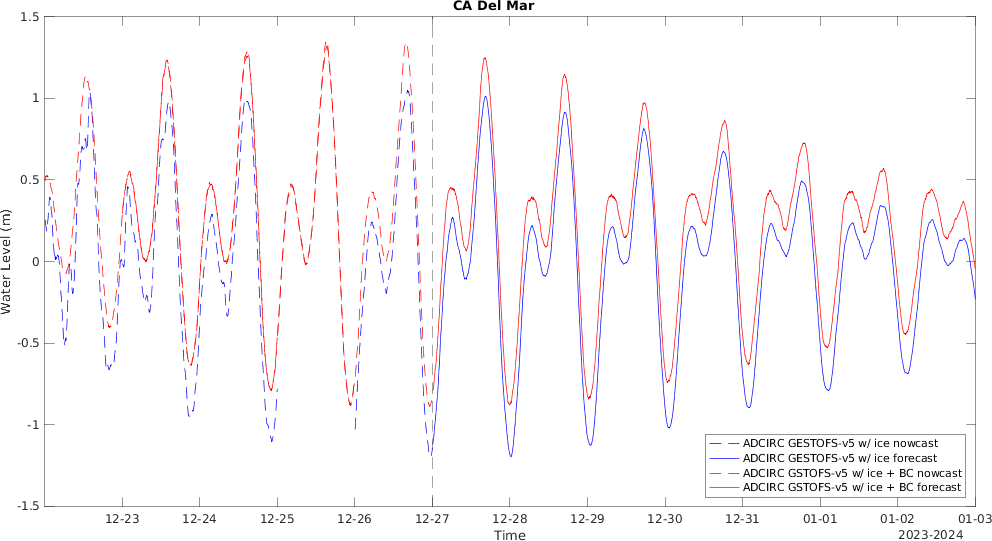 CA Del Mar
1.5
1
0.5
0
-0.5
-1
-1.5
Water Level (m)
12-23 12-24 12-25 12-26 12-27 12-28 12-29 12-30 12-31 01-01 01-02 01-03
Time
2023-2024
ADCIRC GESTOFS-v5 w/ ice nowcast
ADCIRC GESTOFS-v5 w/ ice forecast
ADCIRC GSTOFS-v5 w/ ice + BC nowcast
ADCIRC GSTOFS-v5 w/ ice + BC forecast